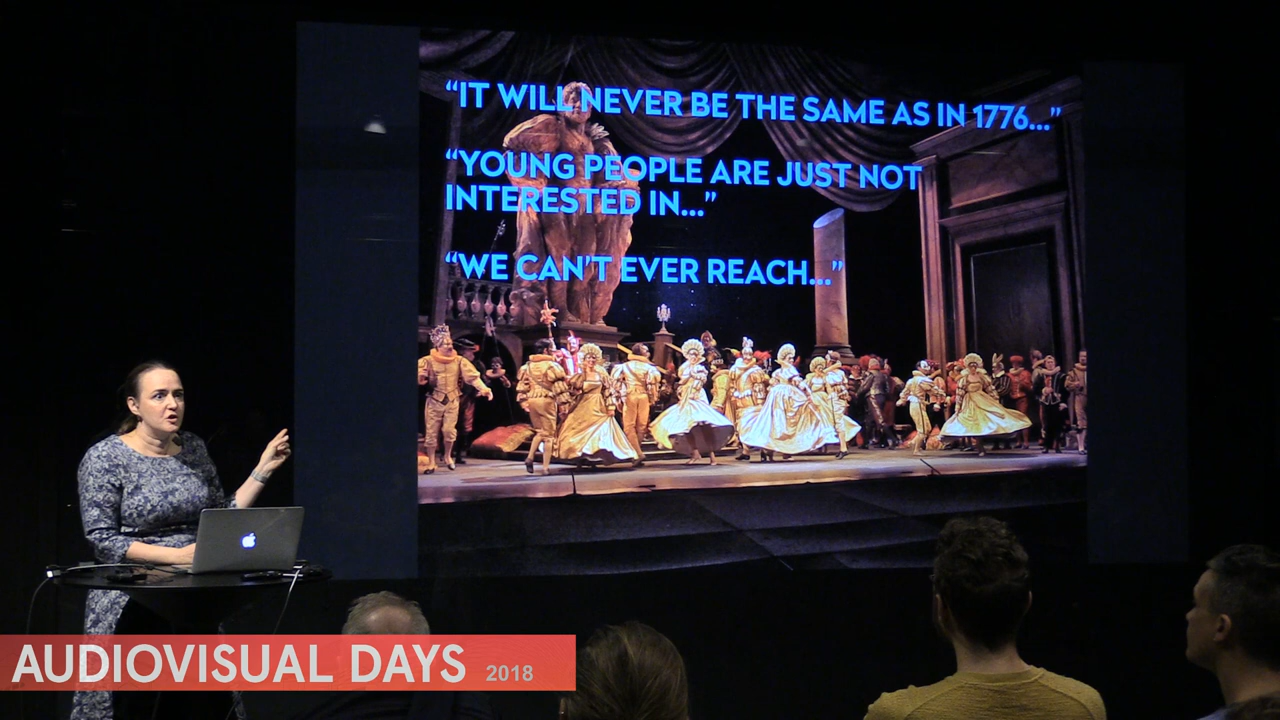 “IT WILL NEVER BE THE SAME AS IN 1776...”
“YOUNG PEOPLE ARE JUST NOT
INTERESTED IN...”
“WE CAN’T EVER REACH...”
AUDIOVISUAL DAYS 2018